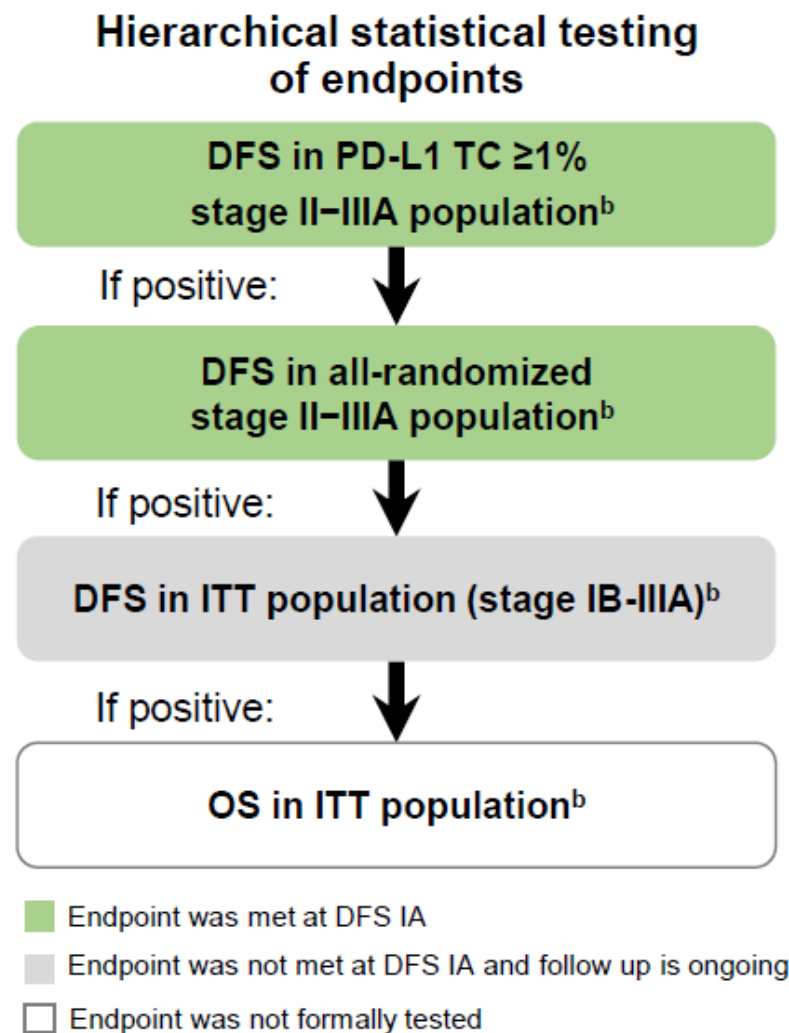 Hierarchical statistical testing
of endpoints
DFS in PD-L1 TC ≥1%
stage II−IIIA populationᵇ
If positive:
DFS in all-randomized
stage II−IIIA populationᵇ
If positive:
DFS in ITT population (stage IB-IIIA)ᵇ
If positive:
OS in ITT populationᵇ
Endpoint was met at DFS IA
Endpoint was not met at DFS IA and follow up is ongoing
Endpoint was not formally tested